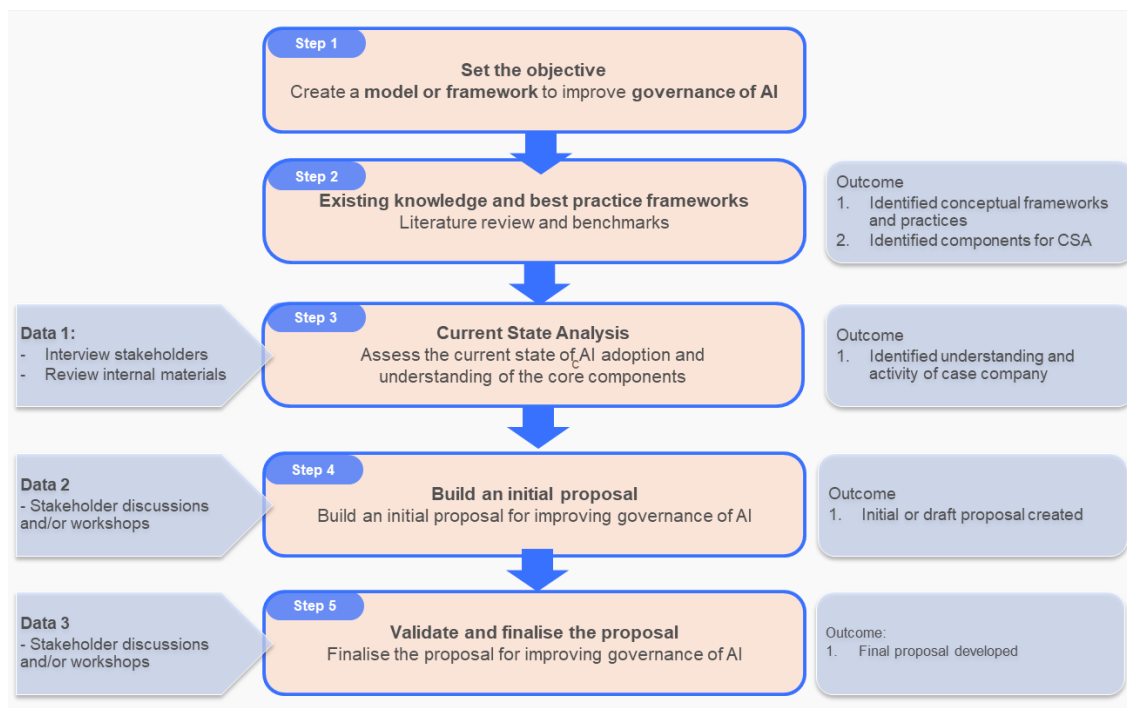 Step 1
Set the objective
Create a model or framework to improve governance of AI
Step 2
Existing knowledge and best practice frameworks
Literature review and benchmarks
Outcome
1. Identified conceptual frameworks
and practices
2. Identified components for CSA
Data 1:
- Interview stakeholders
- Review internal materials
Step 3
Current State Analysis
Assess the current state of AI adoption and
C
understanding of the core components
Outcome
1. Identified understanding and
activity of case company
Data 2
- Stakeholder discussions
and/or workshops
Step 4
Build an initial proposal
Build an initial proposal for improving governance of AI
Outcome
1. Initial or draft proposal created
Data 3
- Stakeholder discussions
and/or workshops
Step 5
Validate and finalise the proposal
Finalise the proposal for improving governance of AI
Outcome:
1. Final proposal developed